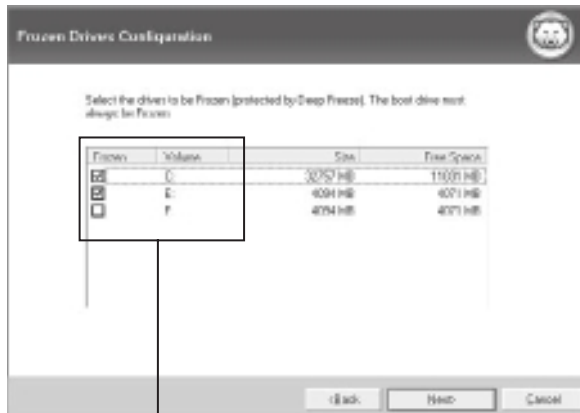 Frozen Drives Configuration
Select the drives to be Frozen (protected by Deep Freeze). The boot drive must
always be Frozen.
Frozen Volume Size Free Space
32757 MB
E: 4094 MB 4071 MB
F: 4094 MB 4071 MB
<Back Next> Cancel